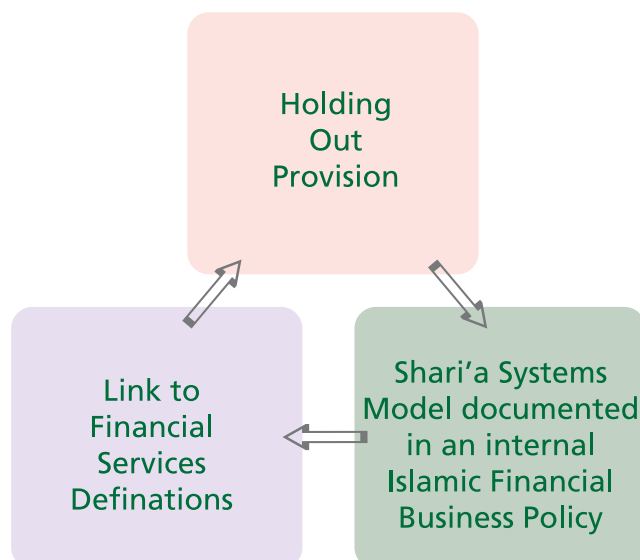 Holding
Out
Provision
Link to
Financial
Services
Definations
Shari’a Systems
Model documented
in an internal
Islamic Financial
Business Policy